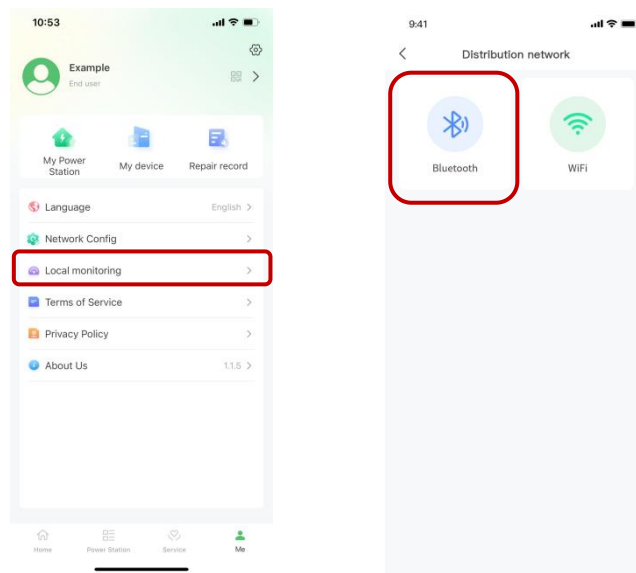 10:53
Example
End user
My Power
Station
My device
Repair record
Language
English
Network Config
Local monitoring
Terms of Service
Privacy Policy
About Us
1.1.5
Home
Power Station
Service
Me
9:41
Distribution network
Bluetooth
WiFi